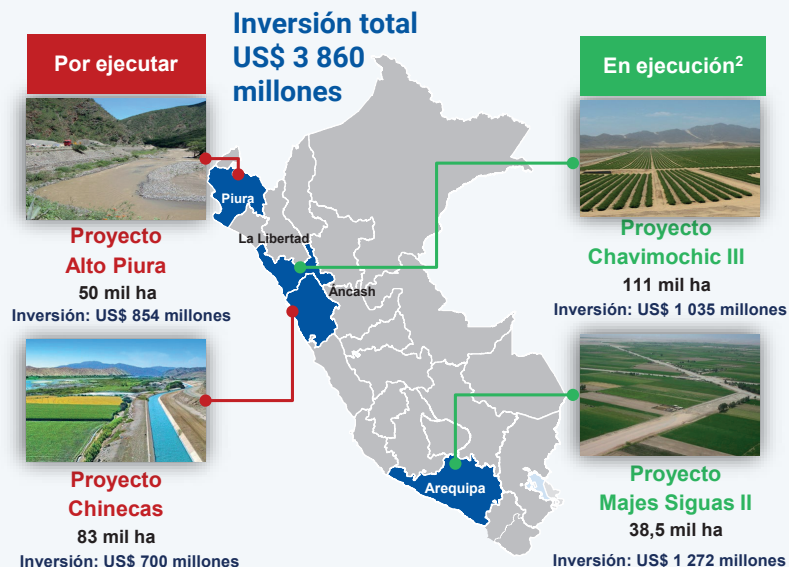 Inversión total
US$ 3 860
millones
Por ejecutar
En ejecución²
Piura
La Libertad
Áncash
Arequipa
Proyecto
Alto Piura
50 mil ha
Inversión: US$ 854 millones
Proyecto
Chavimochic III
111 mil ha
Inversión: US$ 1 035 millones
Proyecto
Chinecas
83 mil ha
Inversión: US$ 700 millones
Proyecto
Majes Siguas II
38,5 mil ha
Inversión: US$ 1 272 millones